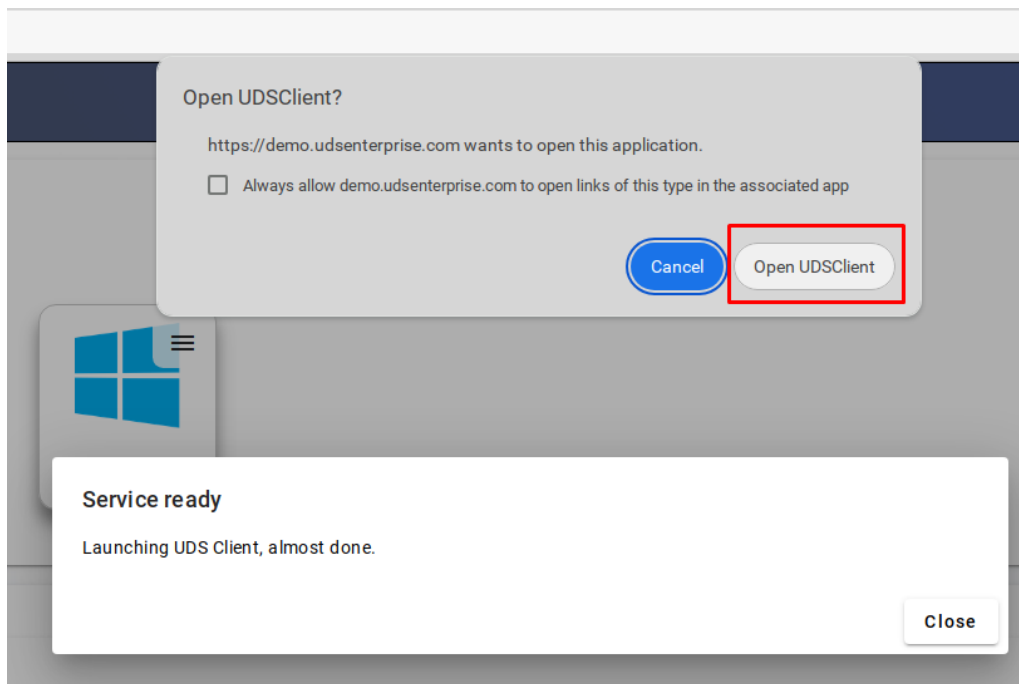 Open UDSClient?
https://demo.udsenterprise.com wants to open this application.
Always allow demo.udsenterprise.com to open links of this type in the associated app
Cancel
Open UDSClient
Service ready
Launching UDS Client, almost done.
Close